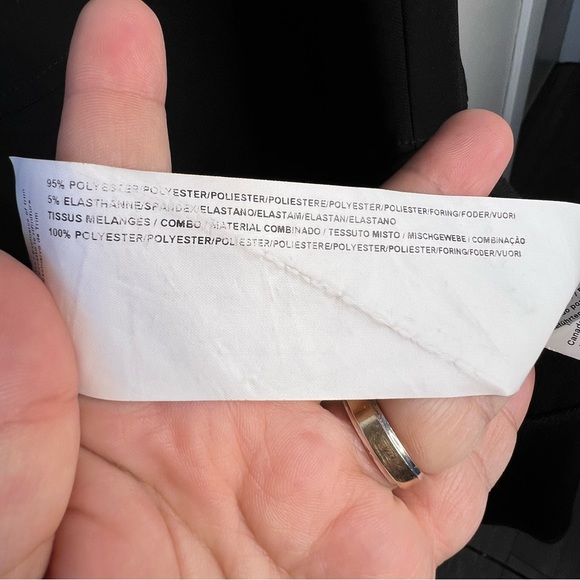 95% POLYESTER/POLYESTER/POLIESTER/POLIESTERE/POLYESTER/POLIESTER/FORING/FODER/VUORI
5% ELASTHANNE/SPANDEX/ELASTANO/ELASTAM/ELASTAN/ELASTANO
TISSUS MELANGES / COMBO / MATERIAL COMBINADO / TESSUTO MISTO / MISCHGEWEBE / COMBINAÇÃO
100% POLYESTER/POLYESTER/POLIESTER/POLIESTERE/POLYESTER/POLIESTER/FORING/FODER/VUORI
Canad